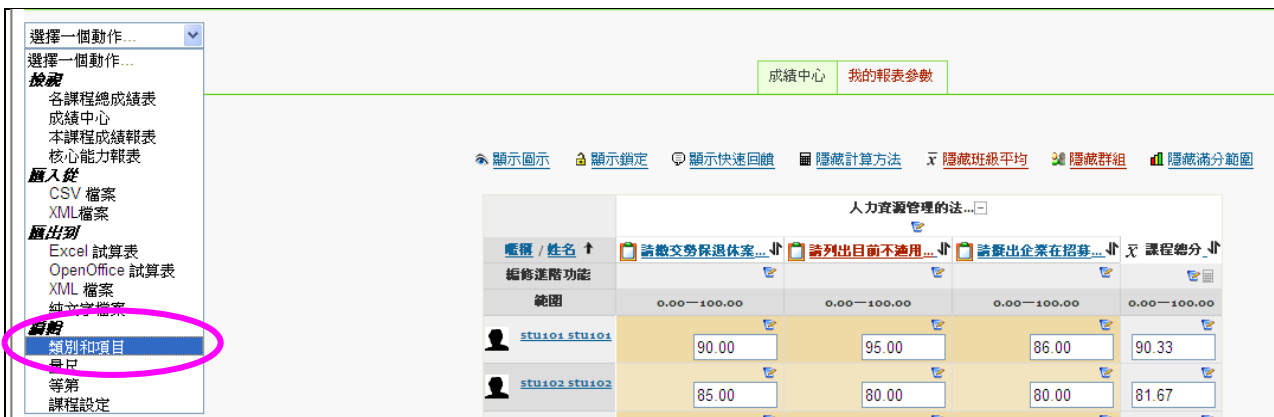 選擇一個動作...
選擇一個動作...
檢視
各課程總成績表
成績中心
本課程成績報表
核心能力報表
匯入從
CSV 檔案
XML檔案
匯出到
Excel 試算表
OpenOffice 試算表
XML 檔案
純文字檔案
編輯
類別和項目
量尺
等第
課程設定
成績中心 我的報表參數
顯示圖示 顯示鎖定 顯示快速回饋 隱藏計算方法 x̅ 隱藏班級平均 隱藏群組 隱藏滿分範圍
人力資源管理的法...
暱稱 / 姓名 ↑ 請繳交勞保退休案... 請列出目前不適用... 請擬出企業在招募... x̅ 課程總分
編修進階功能
範圍 0.00—100.00 0.00—100.00 0.00—100.00 0.00—100.00
stu101 stu101 90.00 95.00 86.00 90.33
stu102 stu102 85.00 80.00 80.00 81.67